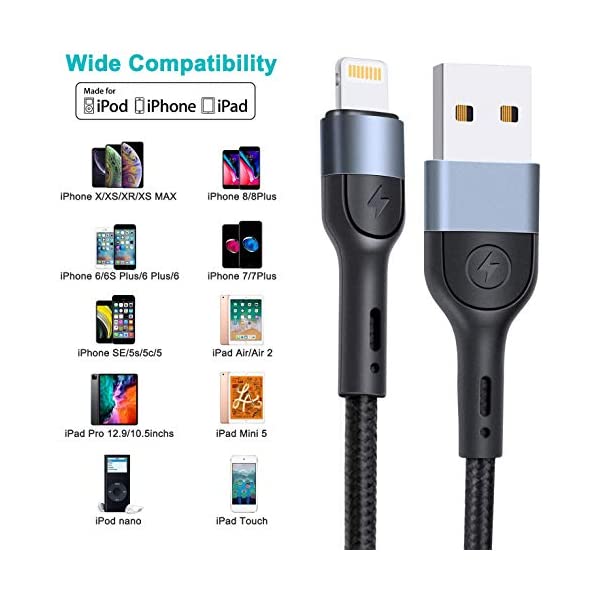 Wide Compatibility
Made for
iPod iPhone iPad
iPhone X/XS/XR/XS MAX
iPhone 8/8Plus
iPhone 6/6S Plus/6 Plus/6
iPhone 7/7Plus
iPhone SE/5s/5c/5
iPad Air/Air 2
iPad Pro 12.9/10.5inchs
iPad Mini 5
iPod nano
iPad Touch